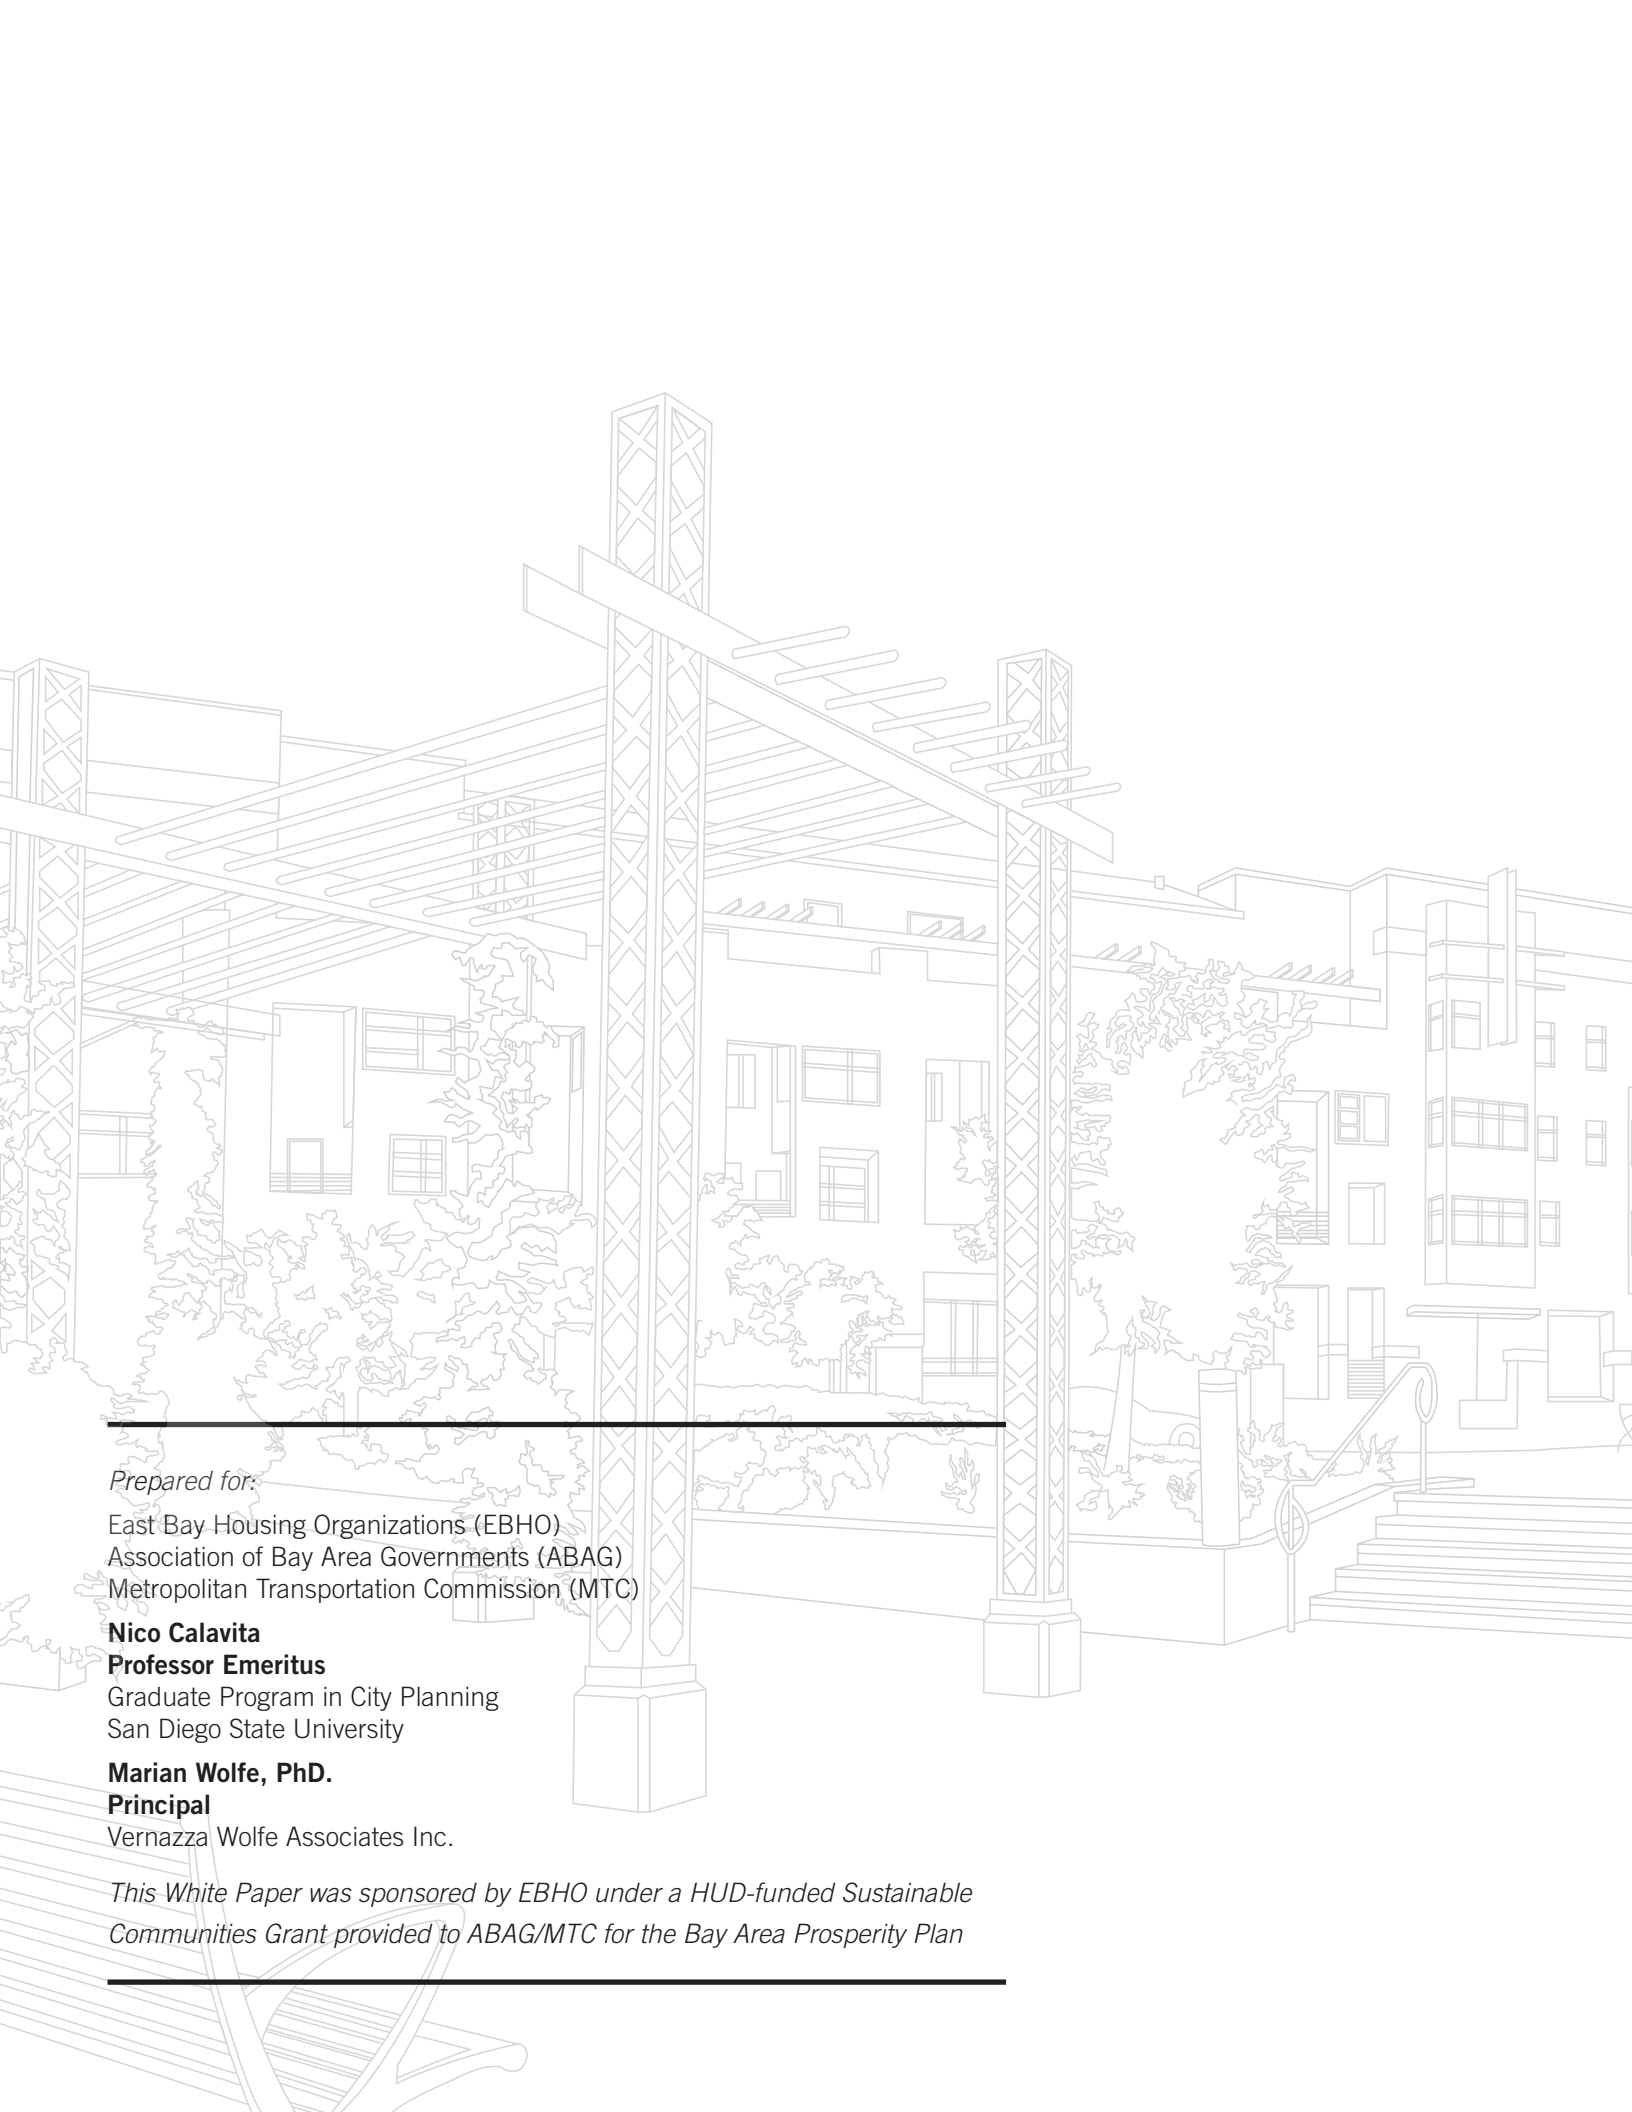 Prepared for:
East Bay Housing Organizations (EBHO)
Association of Bay Area Governments (ABAG)
Metropolitan Transportation Commission (MTC)
Nico Calavita
Professor Emeritus
Graduate Program in City Planning
San Diego State University
Marian Wolfe, PhD.
Principal
Vernazza Wolfe Associates Inc.
This White Paper was sponsored by EBHO under a HUD-funded Sustainable
Communities Grant provided to ABAG/MTC for the Bay Area Prosperity Plan